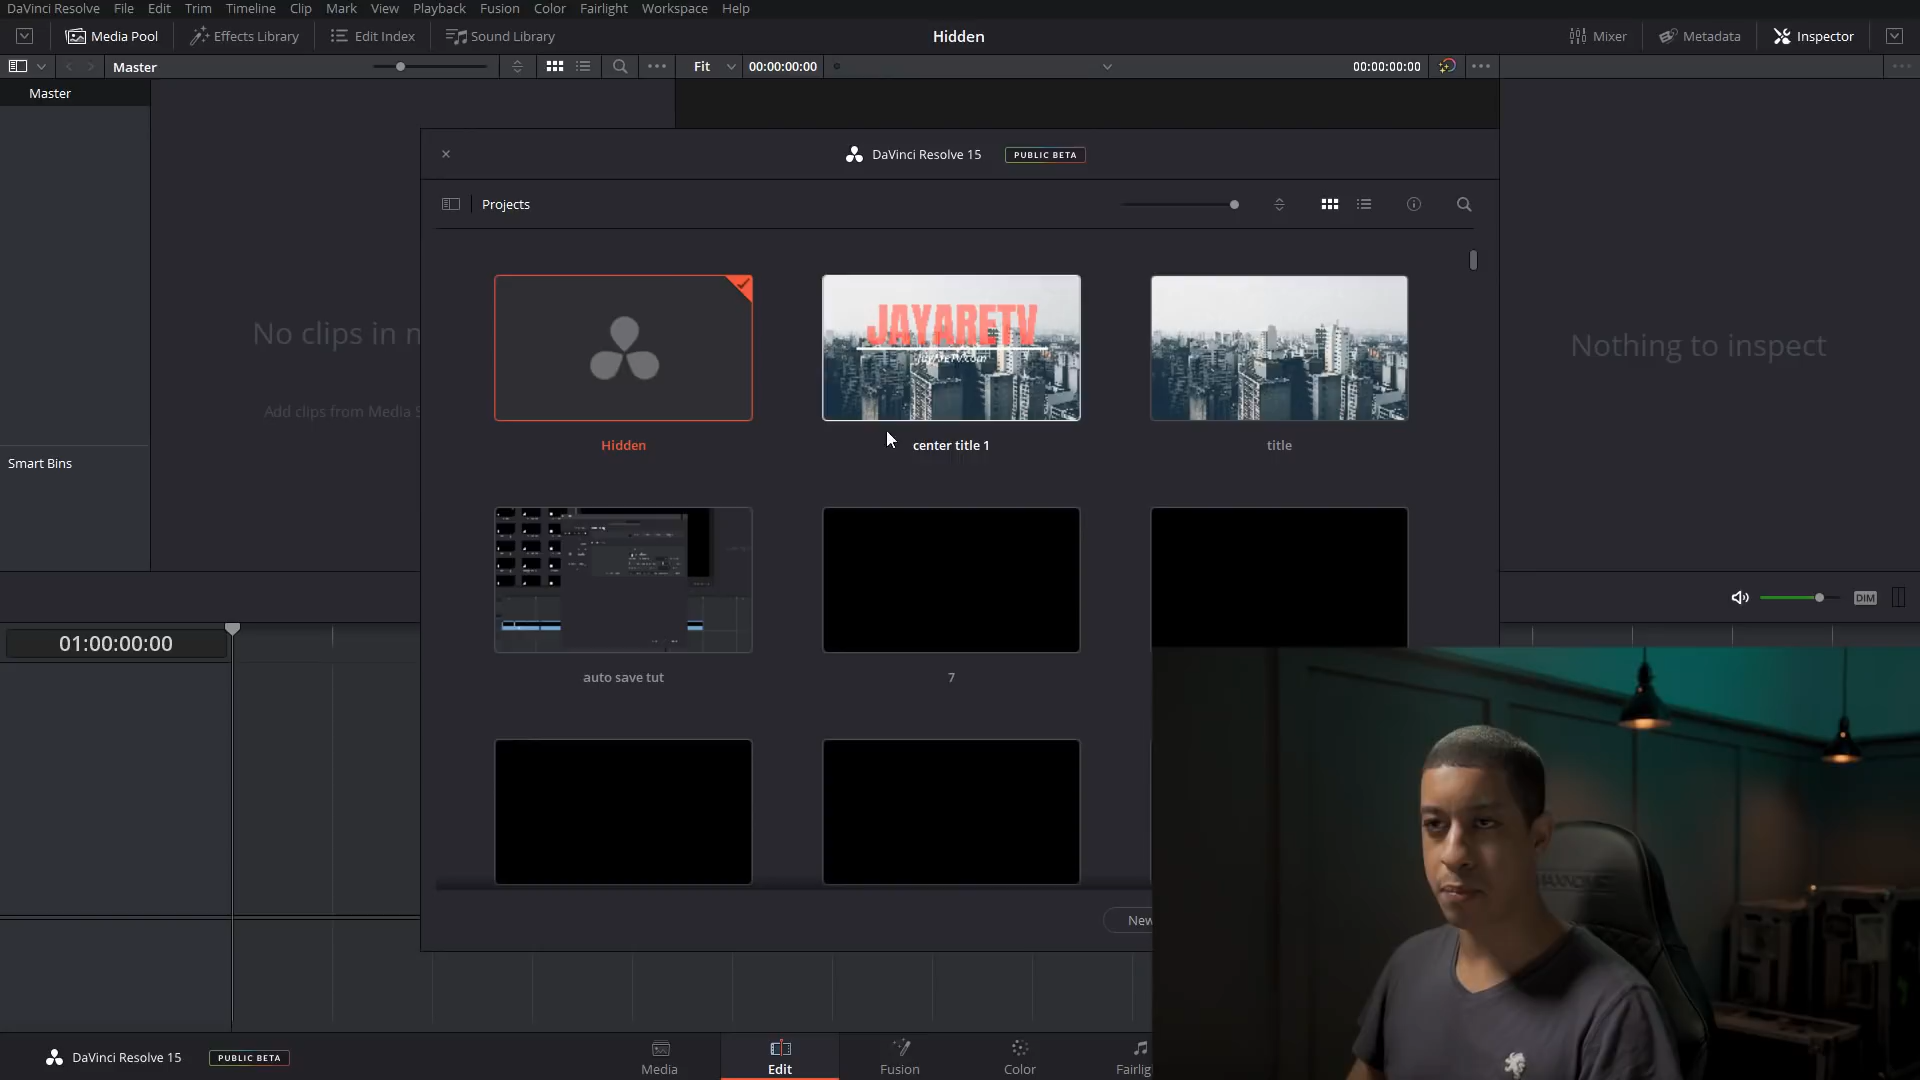 DaVinci Resolve File Edit Trim Timeline Clip Mark View Playback Fusion Color Fairlight Workspace Help
Media Pool Effects Library Edit Index Sound Library Hidden Mixer Metadata Inspector
Master Fit 00:00:00:00 00:00:00:00
Master
DaVinci Resolve 15 PUBLIC BETA
Projects
No clips in
Add clips from Media
JAYARETV
JayAreTV.com
Nothing to inspect
Hidden center title 1 title
Smart Bins
DIM
01:00:00:00
auto save tut 7
New
DaVinci Resolve 15 PUBLIC BETA
Media Edit Fusion Color